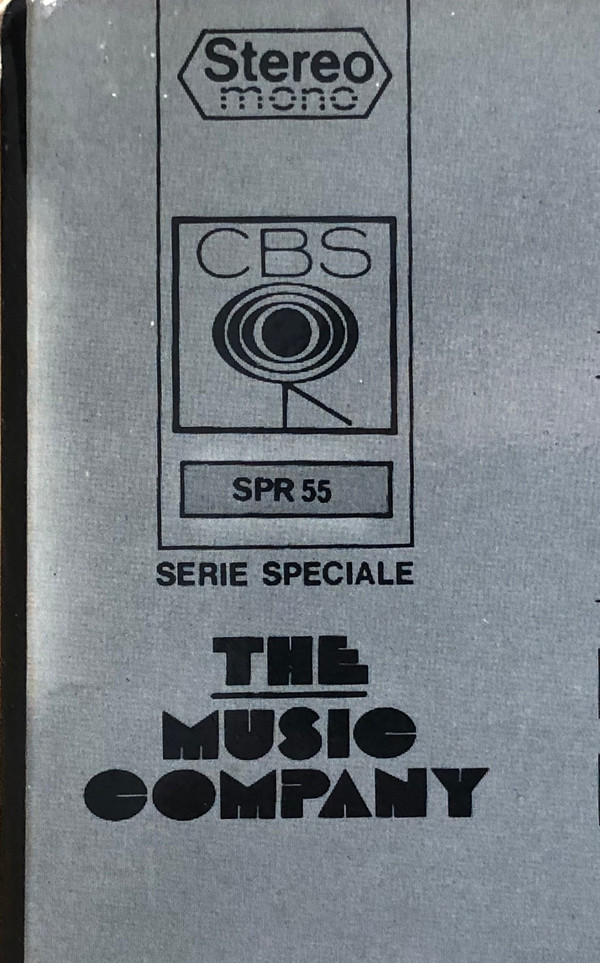 Stereo
mono
CBS
SPR 55
SERIE SPECIALE
THE
MUSIC
COMPANY